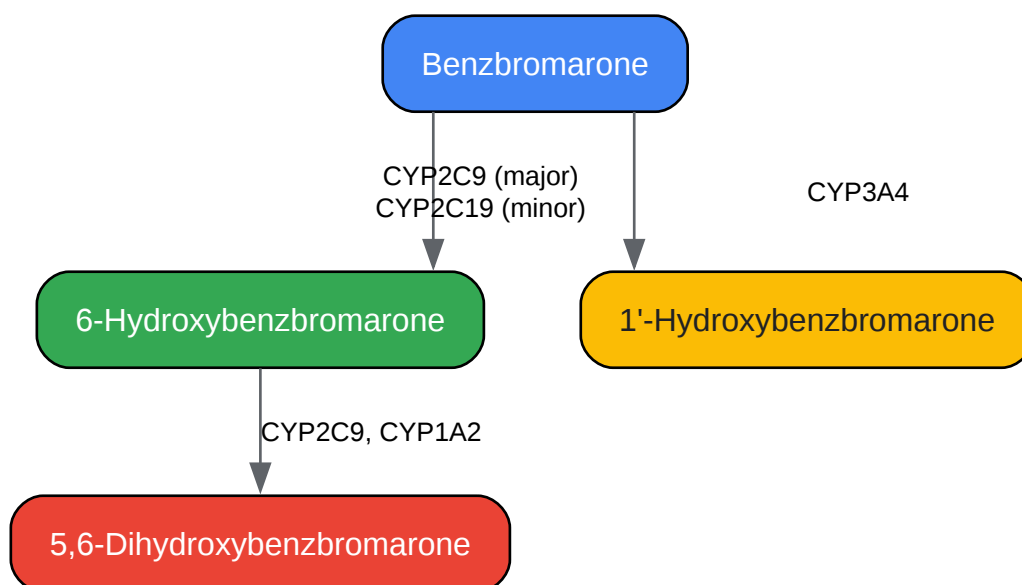 Benzbromarone
CYP2C9 (major)
CYP2C19 (minor)
CYP3A4
6-Hydroxybenzbromarone
1'-Hydroxybenzbromarone
CYP2C9, CYP1A2
5,6-Dihydroxybenzbromarone